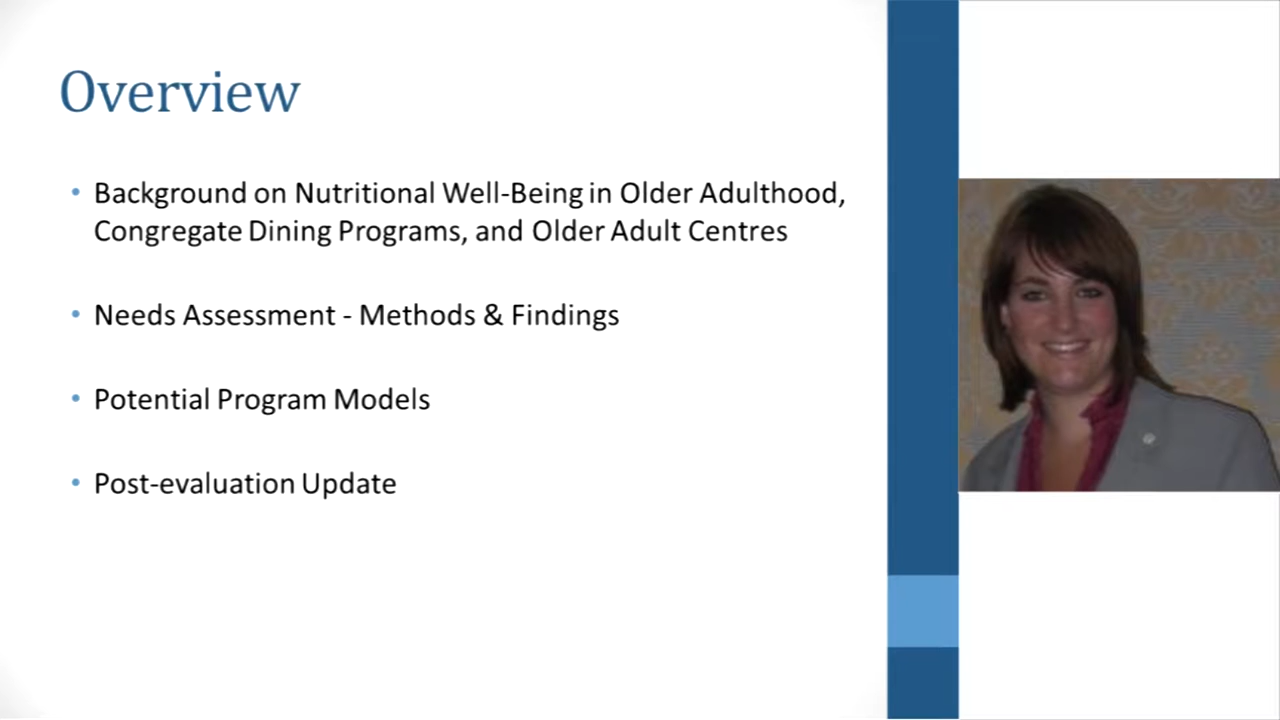 Overview
• Background on Nutritional Well-Being in Older Adulthood,
Congregate Dining Programs, and Older Adult Centres
• Needs Assessment - Methods & Findings
• Potential Program Models
• Post-evaluation Update